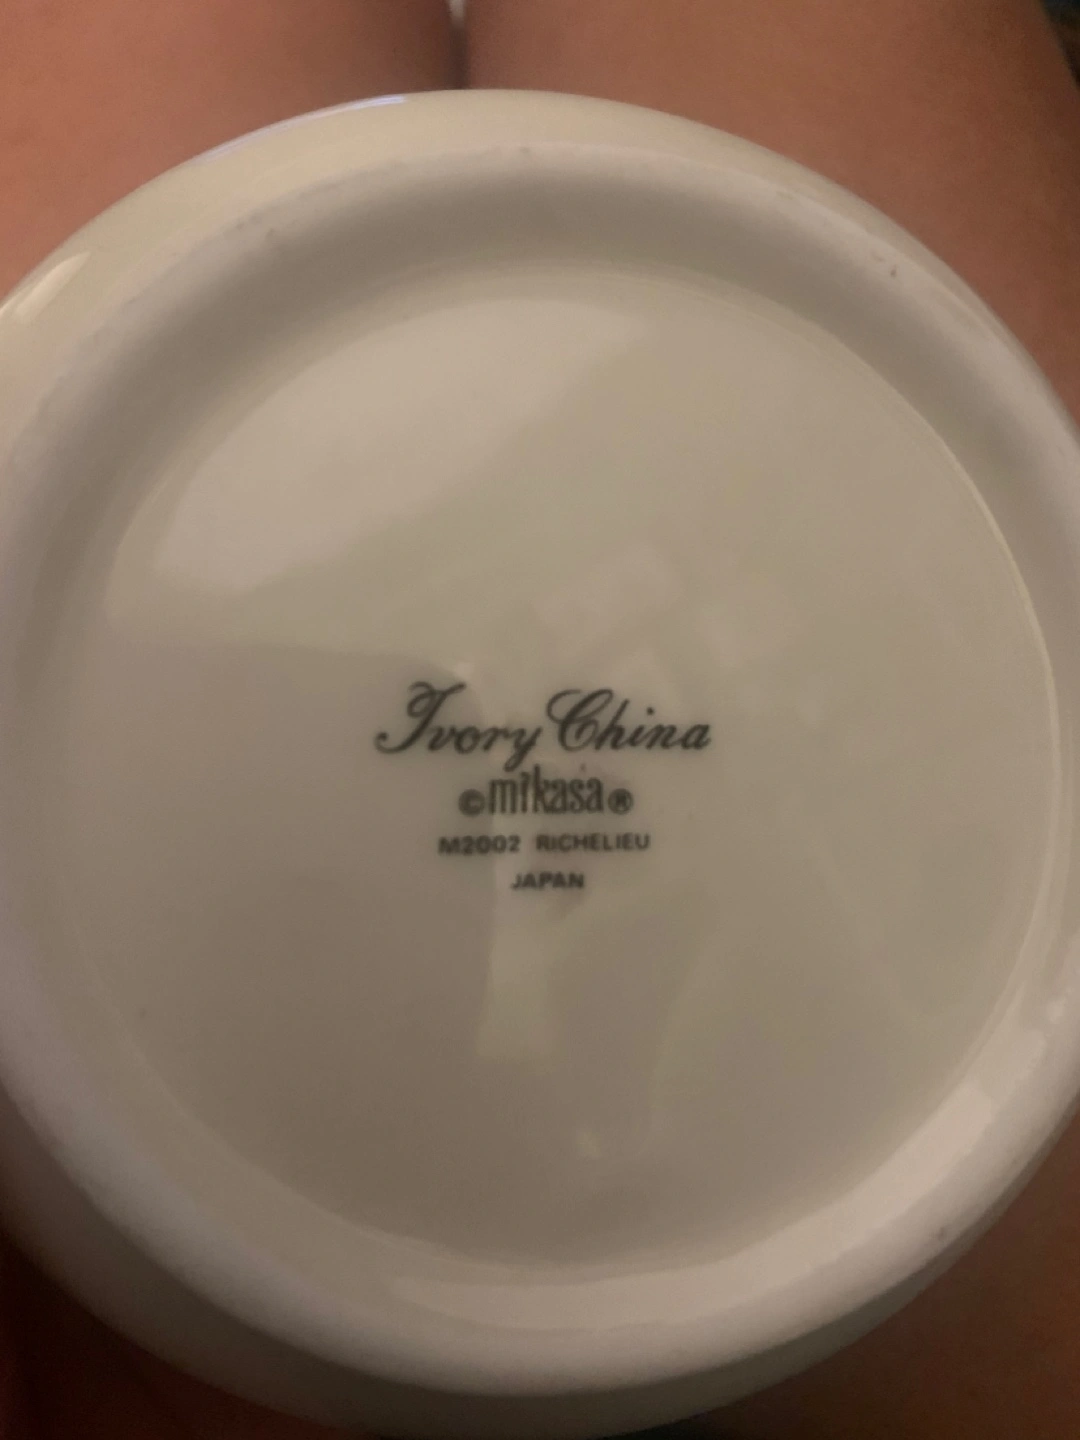 Ivory China
©mikasa®
M2002 RICHELIEU
JAPAN